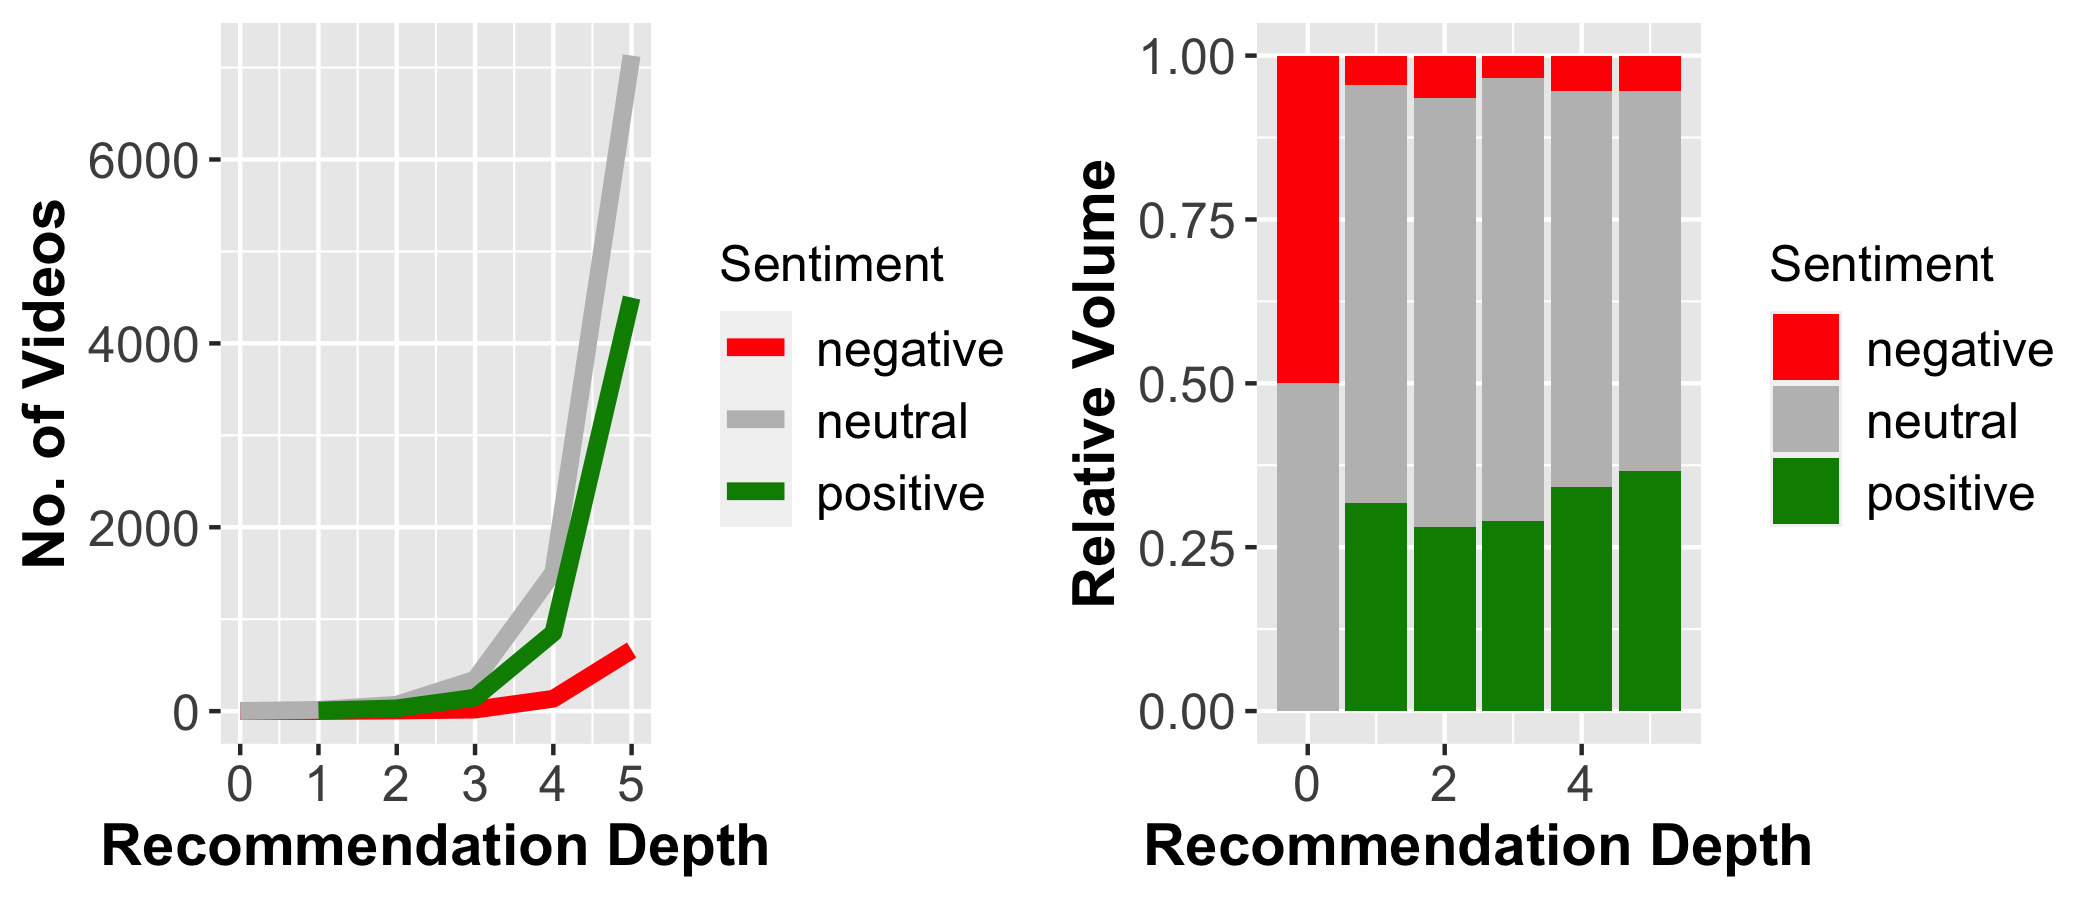 No. of Videos
6000
4000
2000
0
0 1 2 3 4 5
Recommendation Depth
Sentiment
negative
neutral
positive
Relative Volume
1.00
0.75
0.50
0.25
0.00
0 2 4
Recommendation Depth
Sentiment
negative
neutral
positive